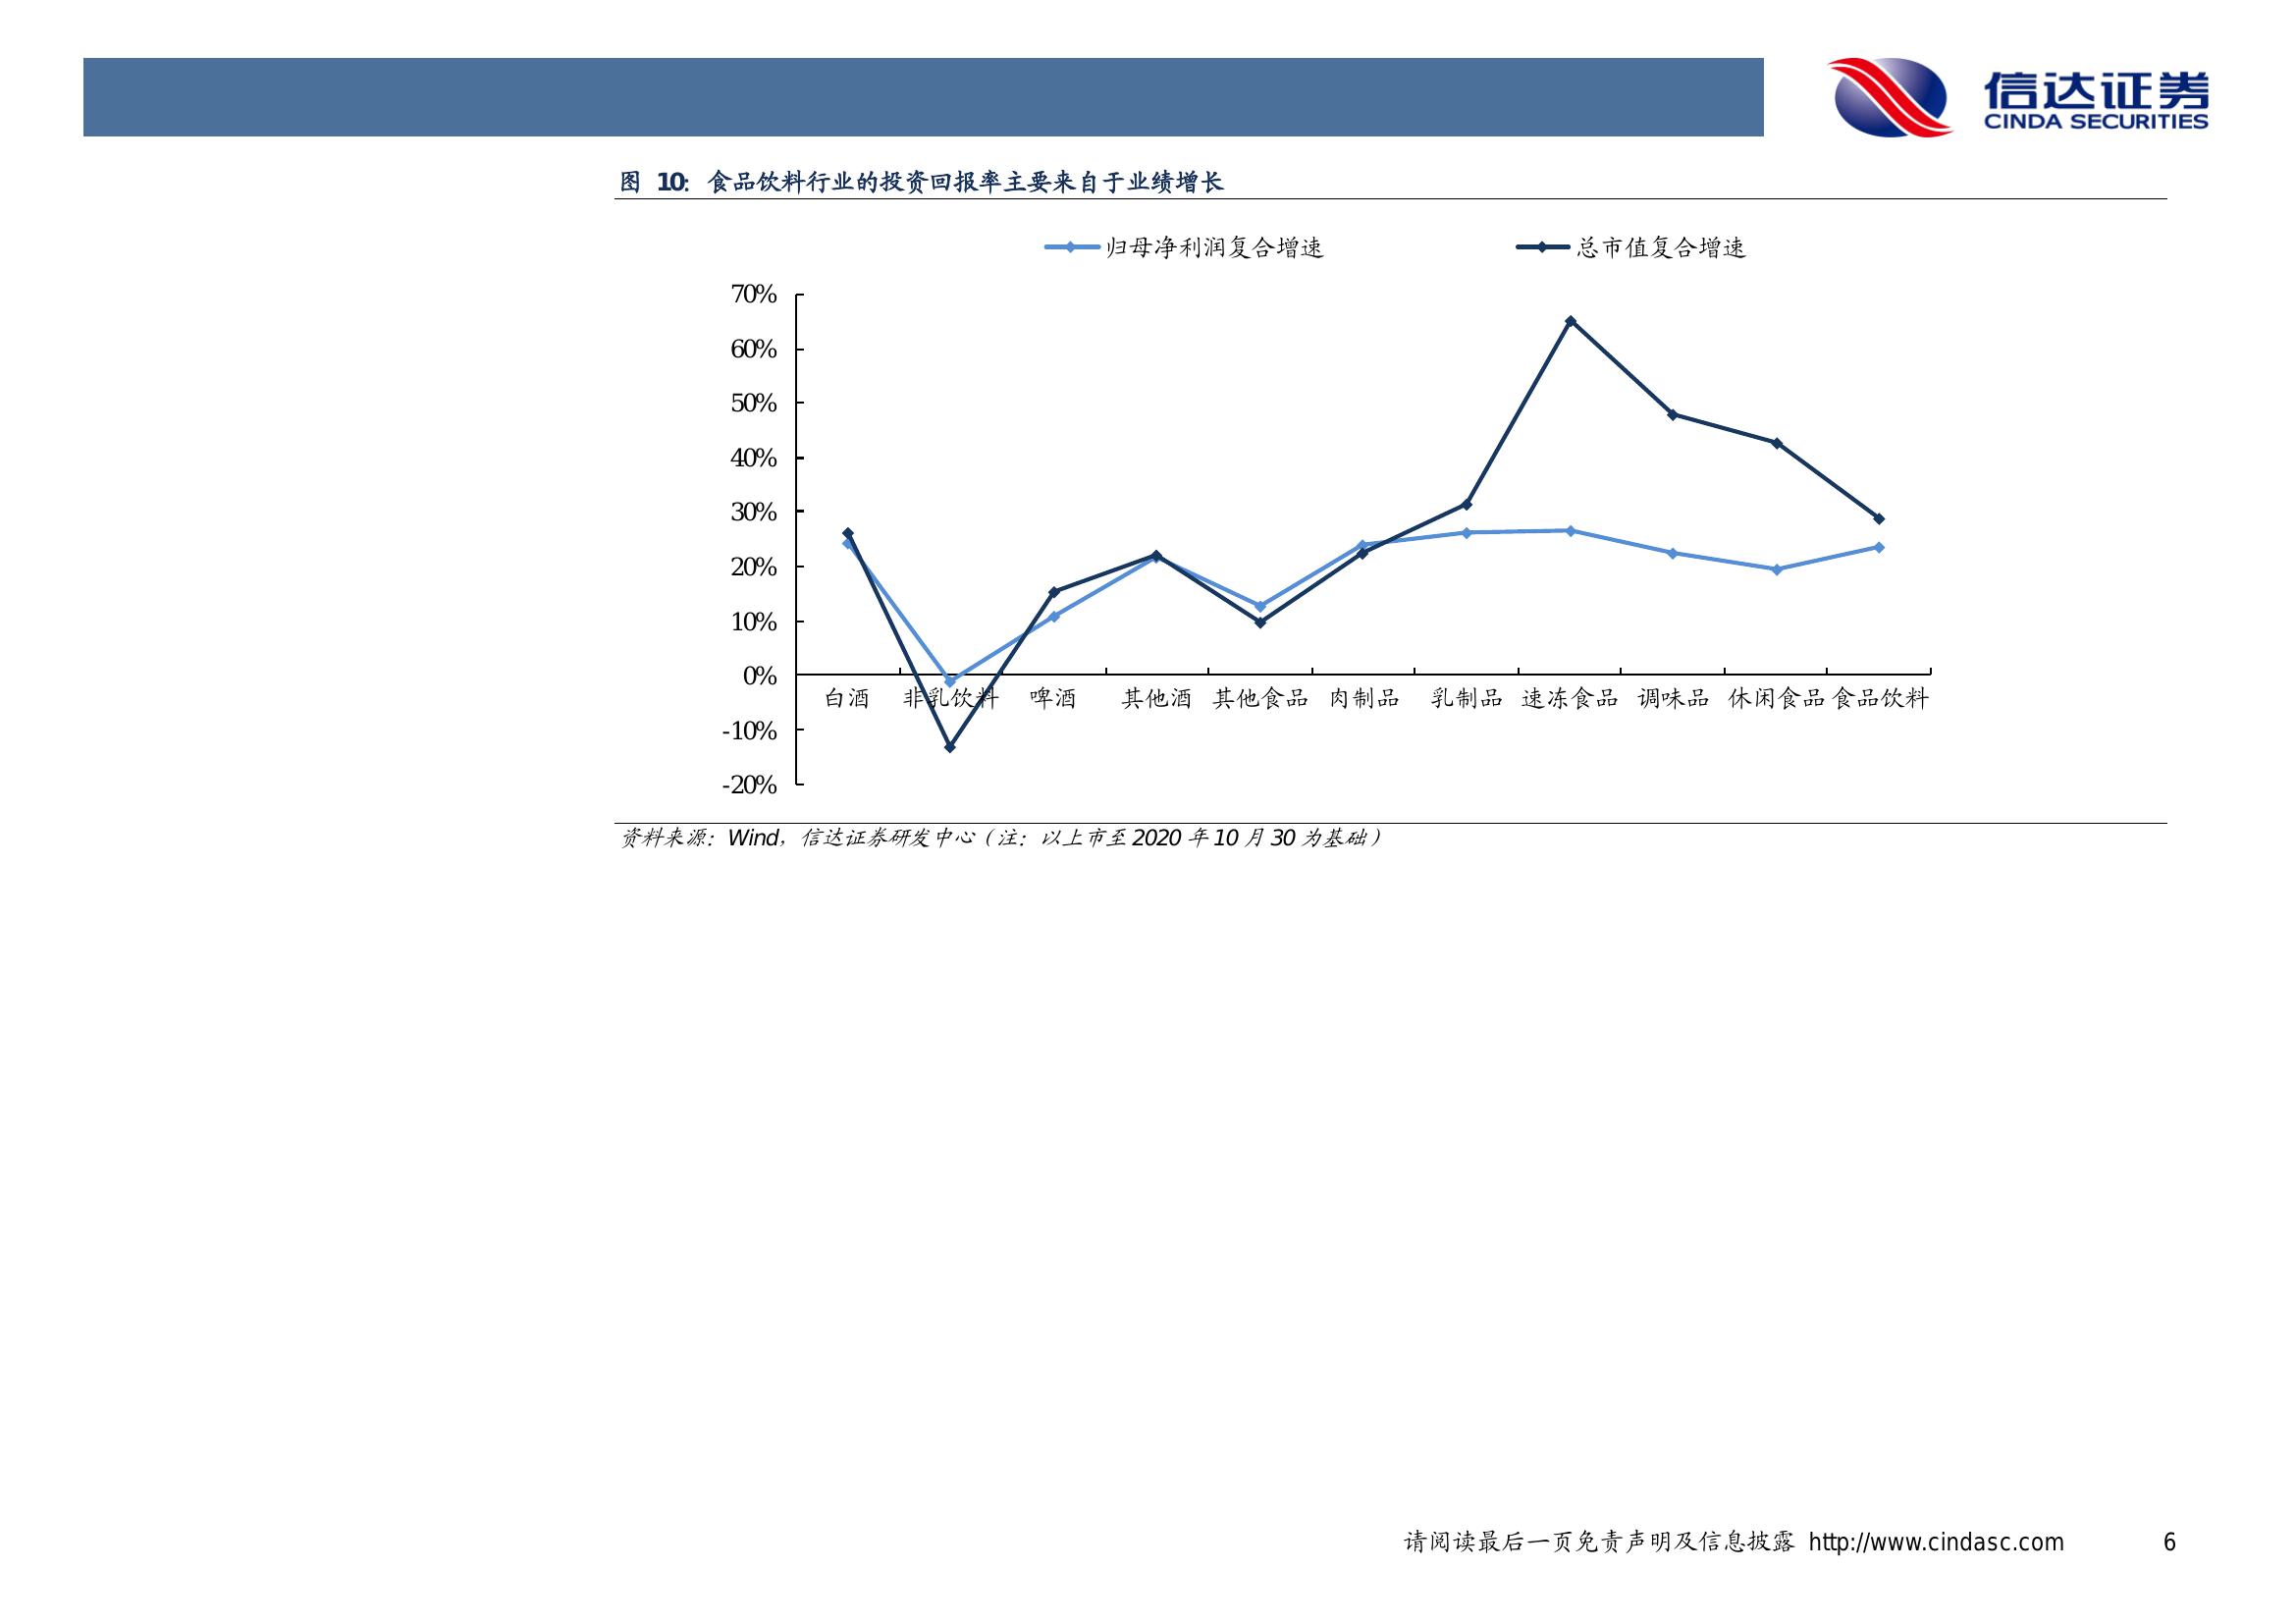 信达证券
CINDA SECURITIES
图 10：食品饮料行业的投资回报率主要来自于业绩增长
归母净利润复合增速 总市值复合增速
70%
60%
50%
40%
30%
20%
10%
0%
白酒 非乳饮料 啤酒 其他酒 其他食品 肉制品 乳制品 速冻食品 调味品 休闲食品 食品饮料
-10%
-20%
资料来源：Wind，信达证券研发中心（注：以上市至2020 年10 月30 为基础）
请阅读最后一页免责声明及信息披露 http://www.cindasc.com 6